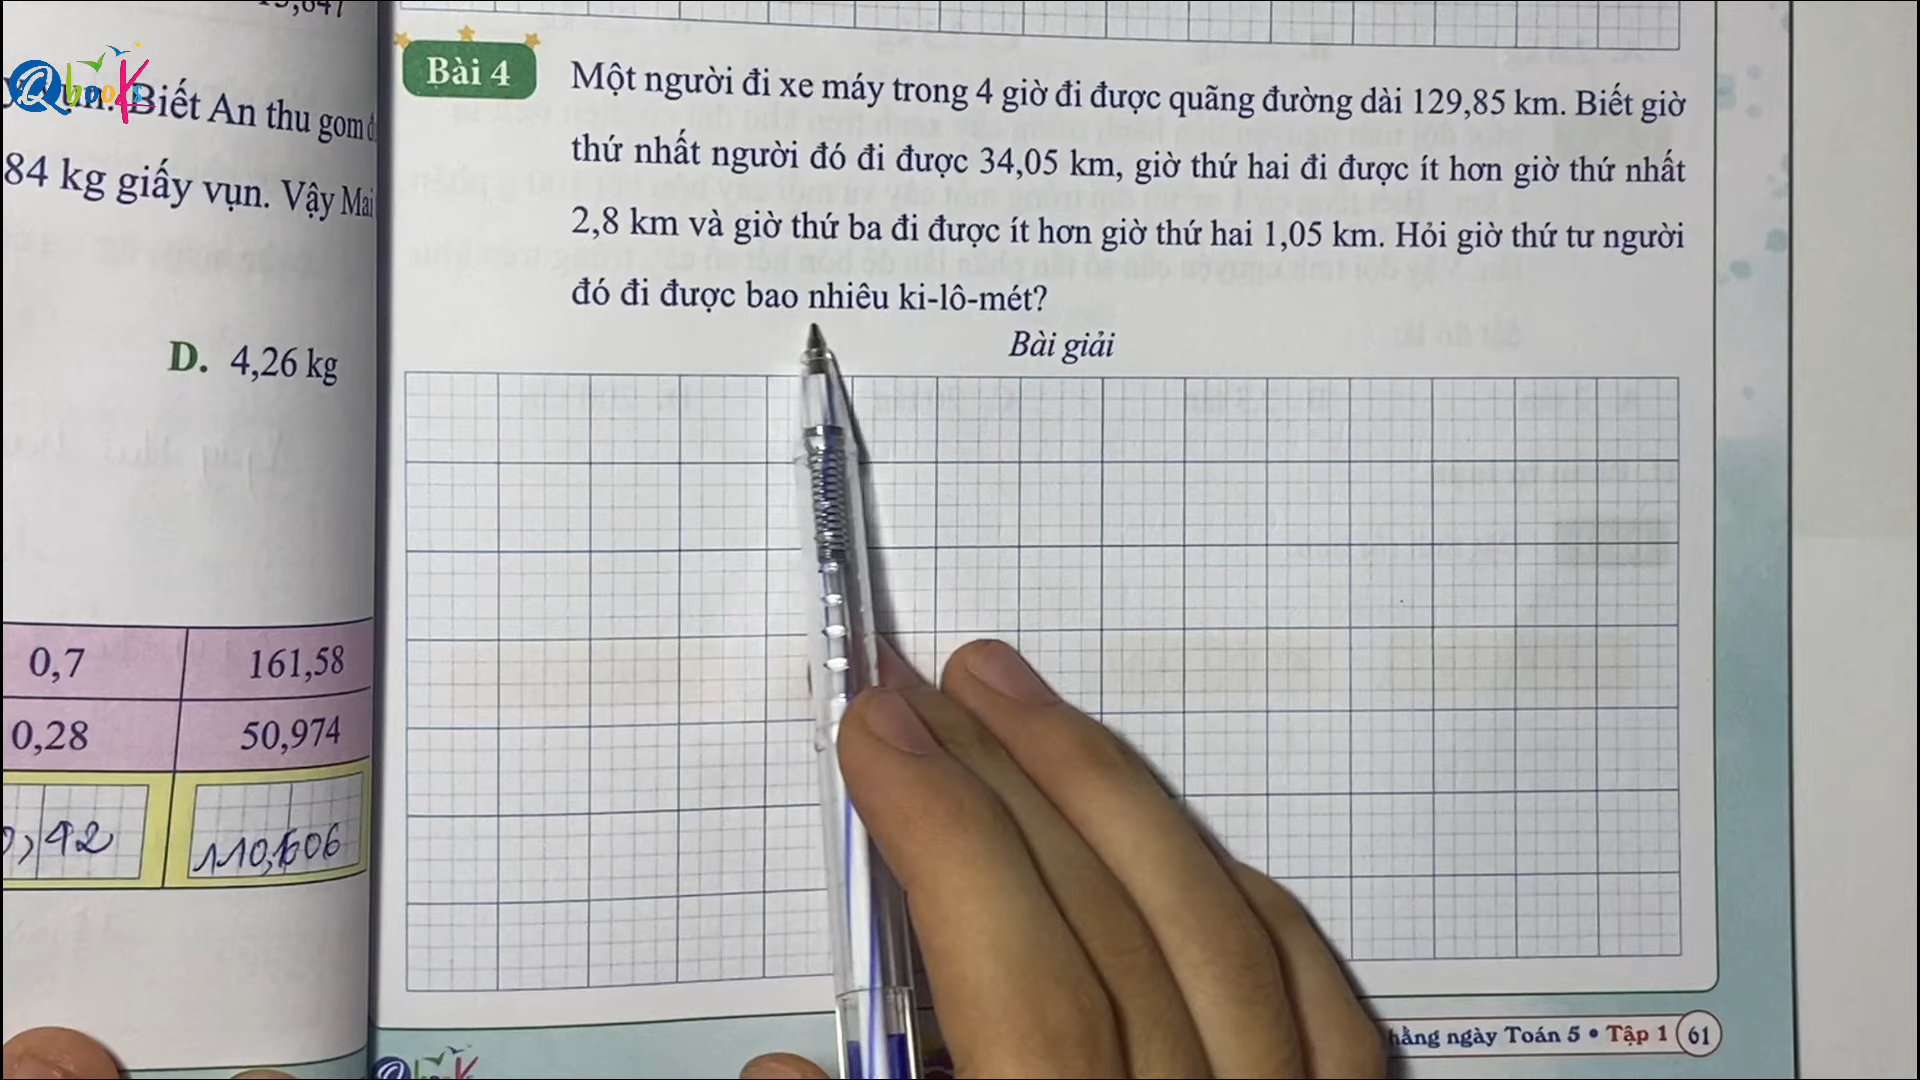 Qbooks
Biết An thu gom
84 kg giấy vụn. Vậy Mai
D. 4,26 kg
0,7 161,58
0,28 50,974
110,606
Bài 4
Một người đi xe máy trong 4 giờ đi được quãng đường dài 129,85 km. Biết giờ
thứ nhất người đó đi được 34,05 km, giờ thứ hai đi được ít hơn giờ thứ nhất
2,8 km và giờ thứ ba đi được ít hơn giờ thứ hai 1,05 km. Hỏi giờ thứ tư người
đó đi được bao nhiêu ki-lô-mét?
Bài giải
hằng ngày Toán 5 • Tập 1 61